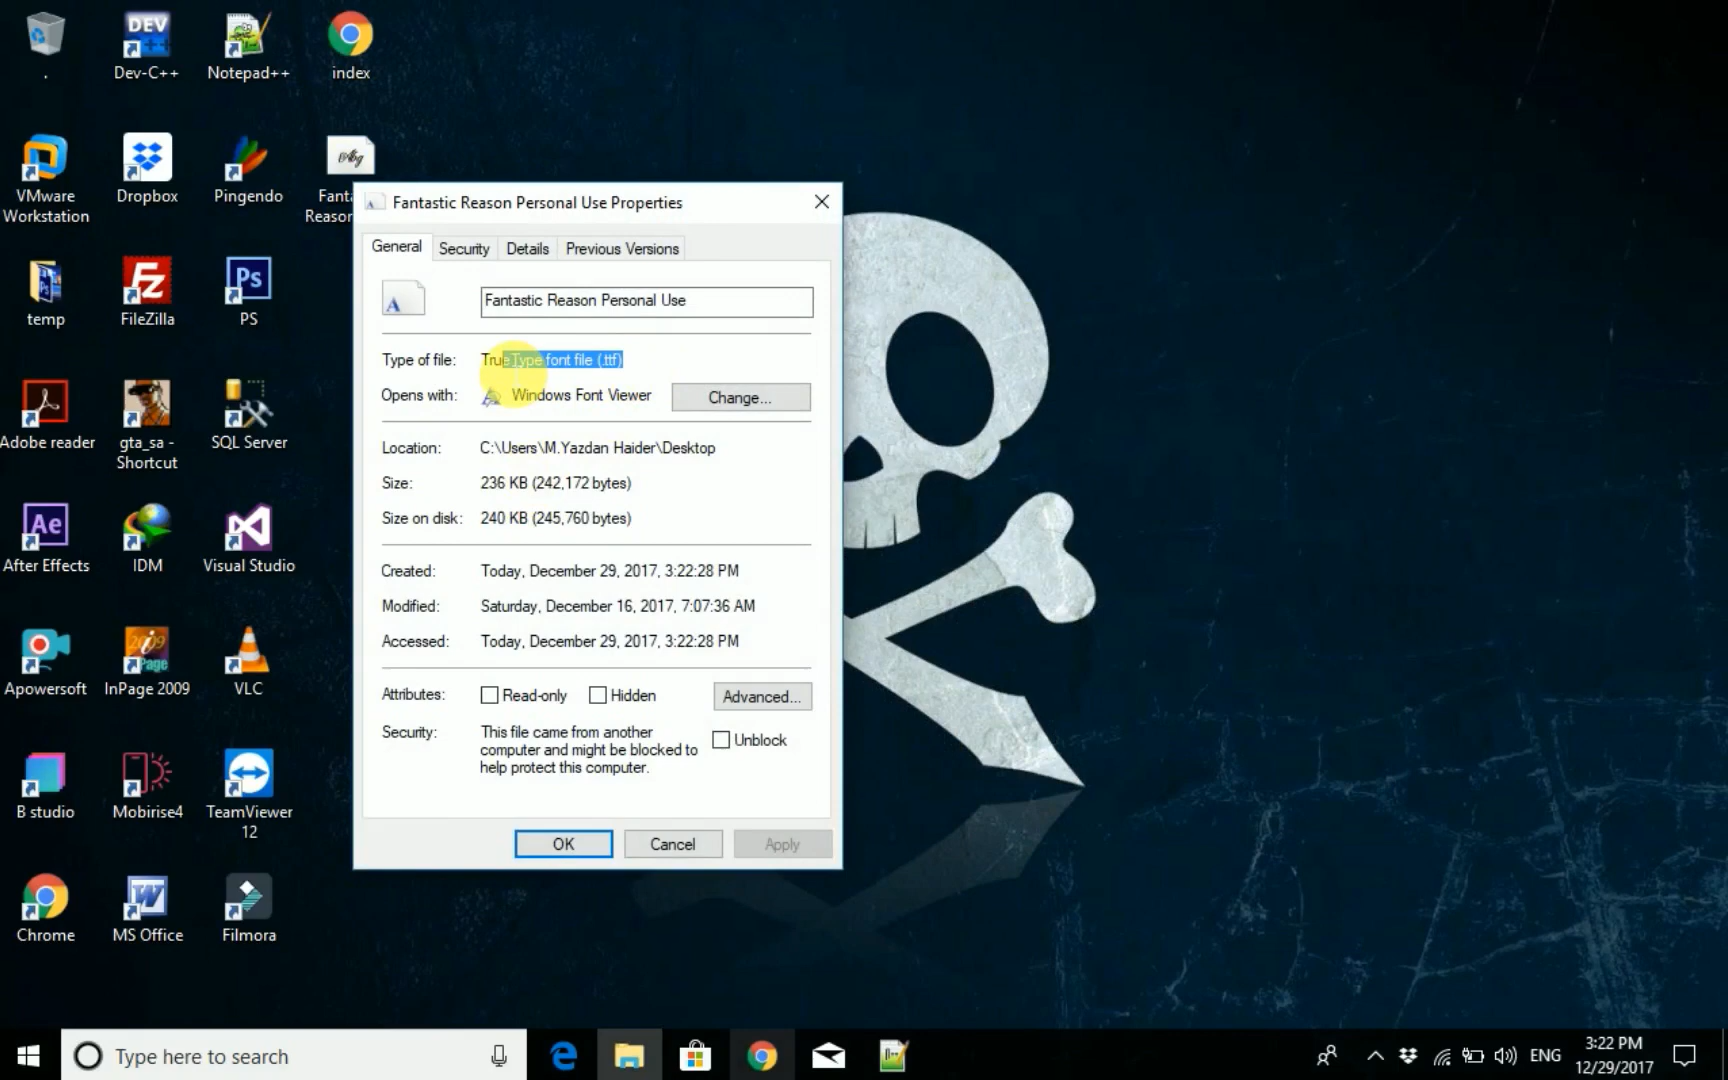 .
Dev-C++
Notepad++
index
VMware
Workstation
Dropbox
Pingendo
Fanta
Reason
temp
FileZilla
PS
Adobe reader
gta_sa -
Shortcut
SQL Server
After Effects
IDM
Visual Studio
Apowersoft
InPage 2009
VLC
B studio
Mobirise4
TeamViewer
12
Chrome
MS Office
Filmora
DEV
Abg
Ps
Ae
2009
Page
W
A
Fantastic Reason Personal Use Properties
General
Security
Details
Previous Versions
A
Fantastic Reason Personal Use
Type of file: TrueType font file (.ttf)
Opens with: Windows Font Viewer
Change...
Location: C:\Users\M.Yazdan Haider\Desktop
Size: 236 KB (242,172 bytes)
Size on disk: 240 KB (245,760 bytes)
Created: Today, December 29, 2017, 3:22:28 PM
Modified: Saturday, December 16, 2017, 7:07:36 AM
Accessed: Today, December 29, 2017, 3:22:28 PM
Attributes: Read-only Hidden Advanced...
Security: This file came from another
computer and might be blocked to
help protect this computer.
Unblock
OK
Cancel
Apply
Type here to search
ENG
3:22 PM
12/29/2017